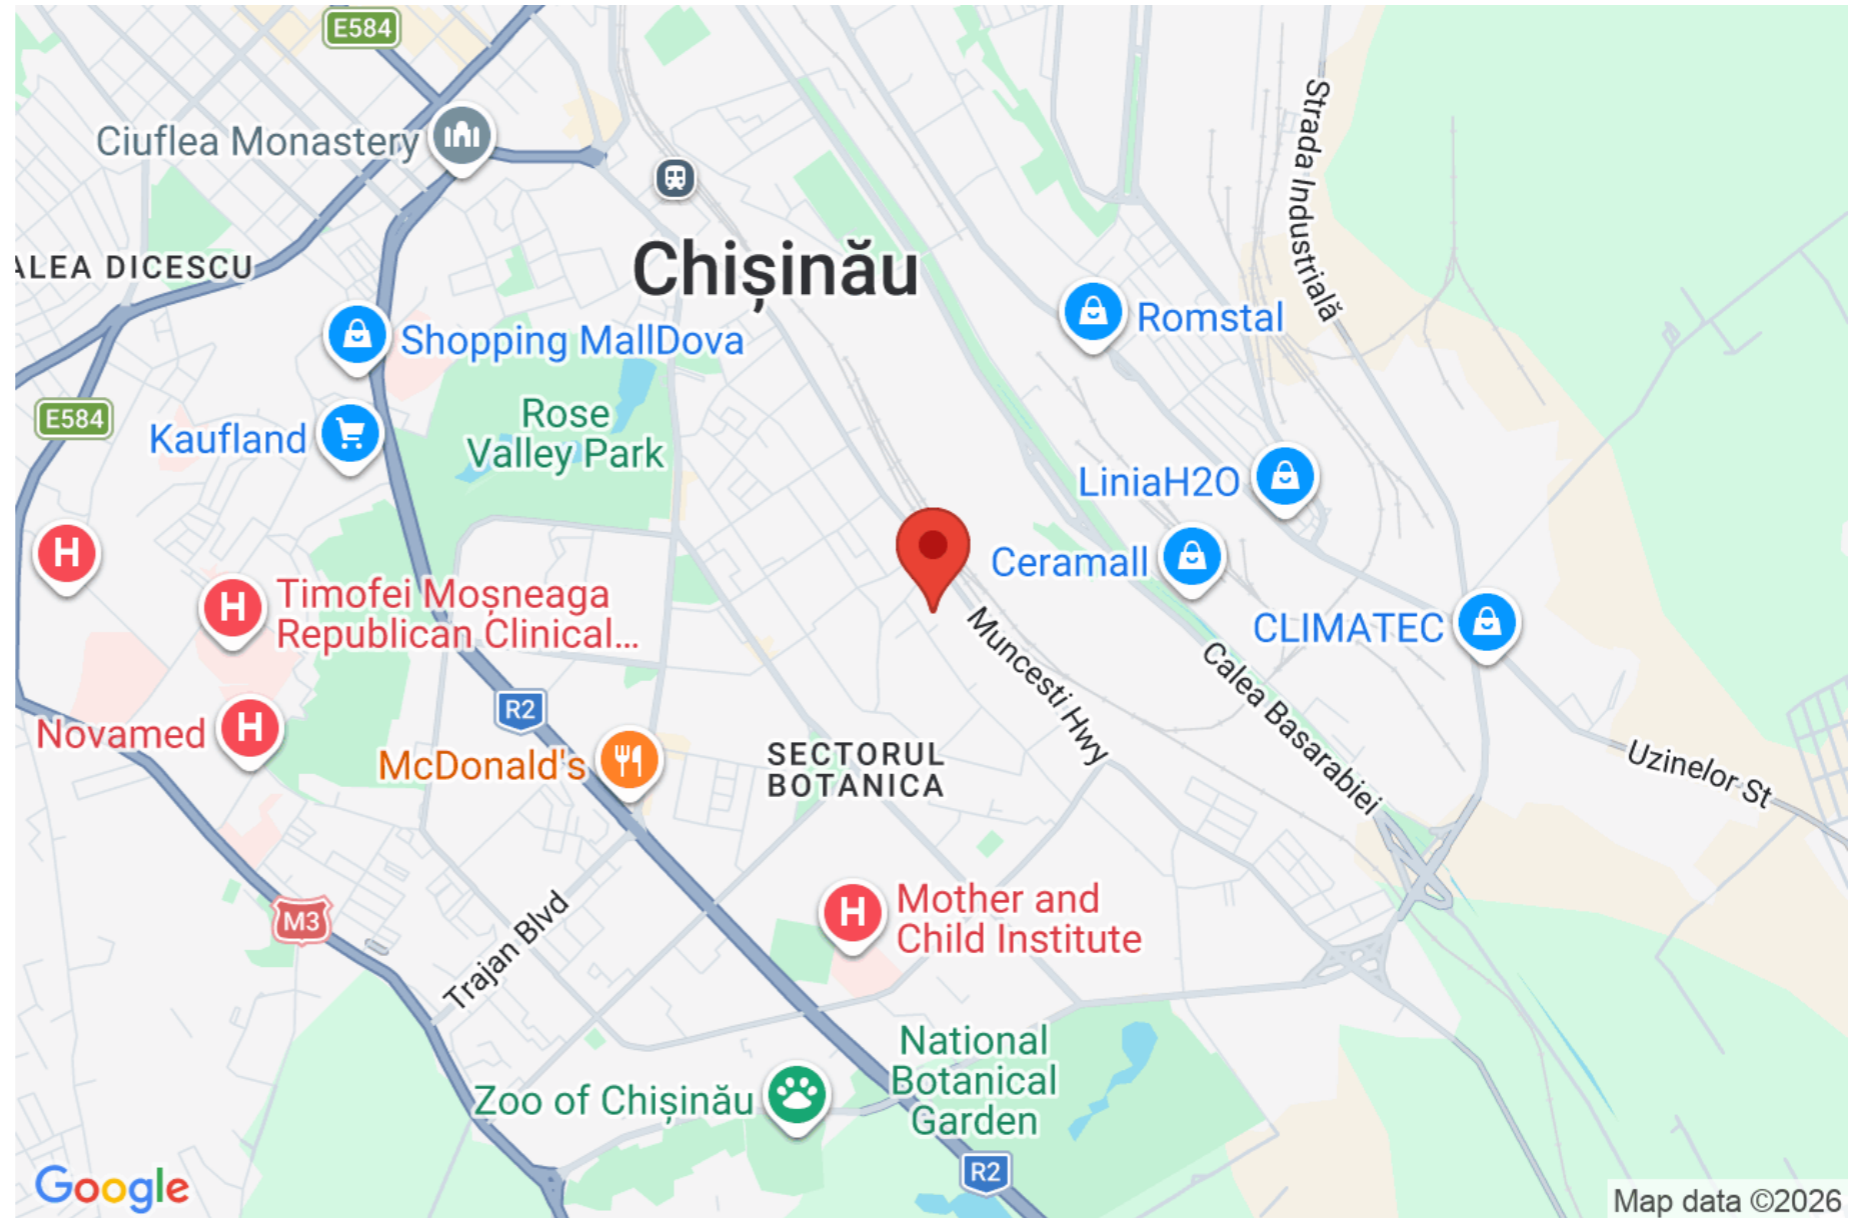 E584
Ciuflea Monastery
Strada Industrială
ALEA DICESCU
Chișinău
Romstal
Shopping MallDova
E584
Kaufland
Rose
Valley Park
LiniaH2O
H
Ceramall
H
Timofei Moșneaga
Republican Clinical...
CLIMATEC
Muncesti Hwy
Calea Basarabiei
R2
Novamed
H
McDonald's
SECTORUL
BOTANICA
Uzinelor St
M3
Trajan Blvd
H
Mother and
Child Institute
National
Botanical
Garden
Zoo of Chișinău
R2
Google
Map data ©2026